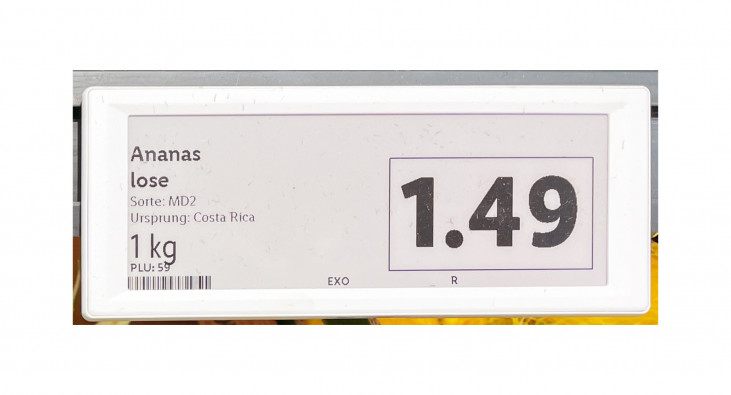 Ananas
lose
Sorte: MD2
Ursprung: Costa Rica
1 kg
PLU: 59
1.49
EXO R